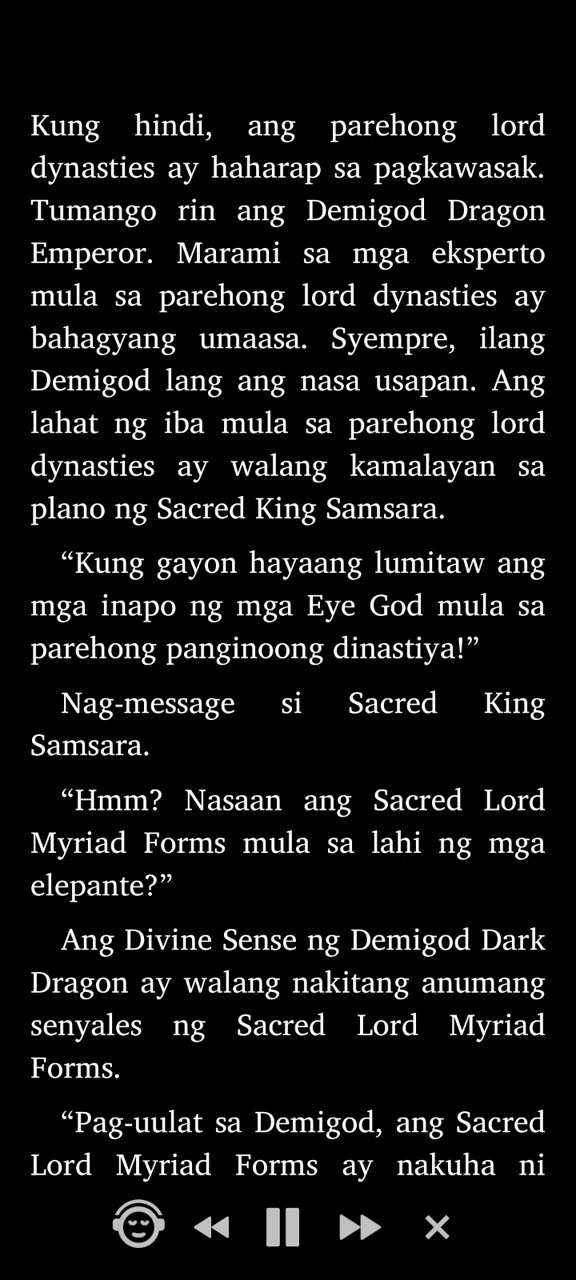 Kung hindi, ang parehong lord
dynasties ay haharap sa pagkawasak.
Tumango rin ang Demigod Dragon
Emperor. Marami sa mga eksperto
mula sa parehong lord dynasties ay
bahagyang umaasa. Syempre, ilang
Demigod lang ang nasa usapan. Ang
lahat ng iba mula sa parehong lord
dynasties ay walang kamalayan sa
plano ng Sacred King Samsara.
“Kung gayon hayaang lumitaw ang
mga inapo ng mga Eye God mula sa
parehong panginoong dinastiya!”
Nag-message si Sacred King
Samsara.
“Hmm? Nasaan ang Sacred Lord
Myriad Forms mula sa lahi ng mga
elepante?”
Ang Divine Sense ng Demigod Dark
Dragon ay walang nakitang anumang
senyales ng Sacred Lord Myriad
Forms.
“Pag-uulat sa Demigod, ang Sacred
Lord Myriad Forms ay nakuha ni